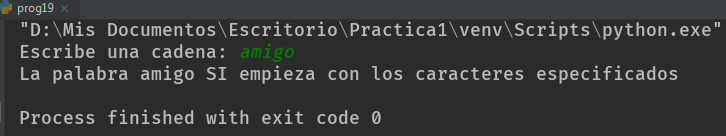 prog19
"D:\Mis Documentos\Escritorio\Practica1\venv\Scripts\python.exe"
Escribe una cadena: amigo
La palabra amigo SI empieza con los caracteres especificados
Process finished with exit code 0